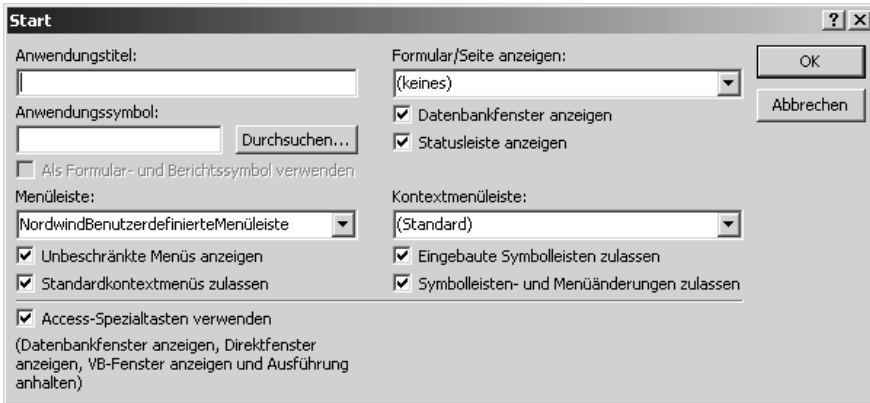 Start
Anwendungstitel:
Formular/Seite anzeigen:
(keines)
OK
Anwendungssymbol:
Durchsuchen...
Datenbankfenster anzeigen
Abbrechen
Statusleiste anzeigen
Als Formular- und Berichtssymbol verwenden
Menüleiste:
Kontextmenüleiste:
NordwindBenutzerdefinierteMenüleiste
(Standard)
Unbeschränkte Menüs anzeigen
Eingebaute Symbolleisten zulassen
Standardkontextmenüs zulassen
Symbolleisten- und Menüänderungen zulassen
Access-Spezialtasten verwenden
(Datenbankfenster anzeigen, Direktfenster
anzeigen, VB-Fenster anzeigen und Ausführung
anhalten)